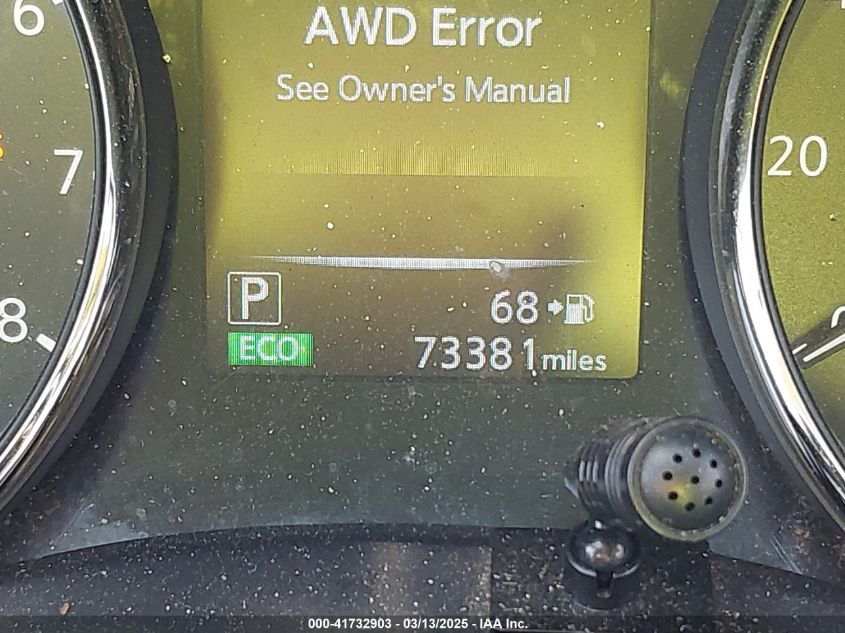 AWD Error
See Owner's Manual
6
7
8
20
P
68
ECO
73381 miles
000-41732903 - 03/13/2025 - IAA Inc.